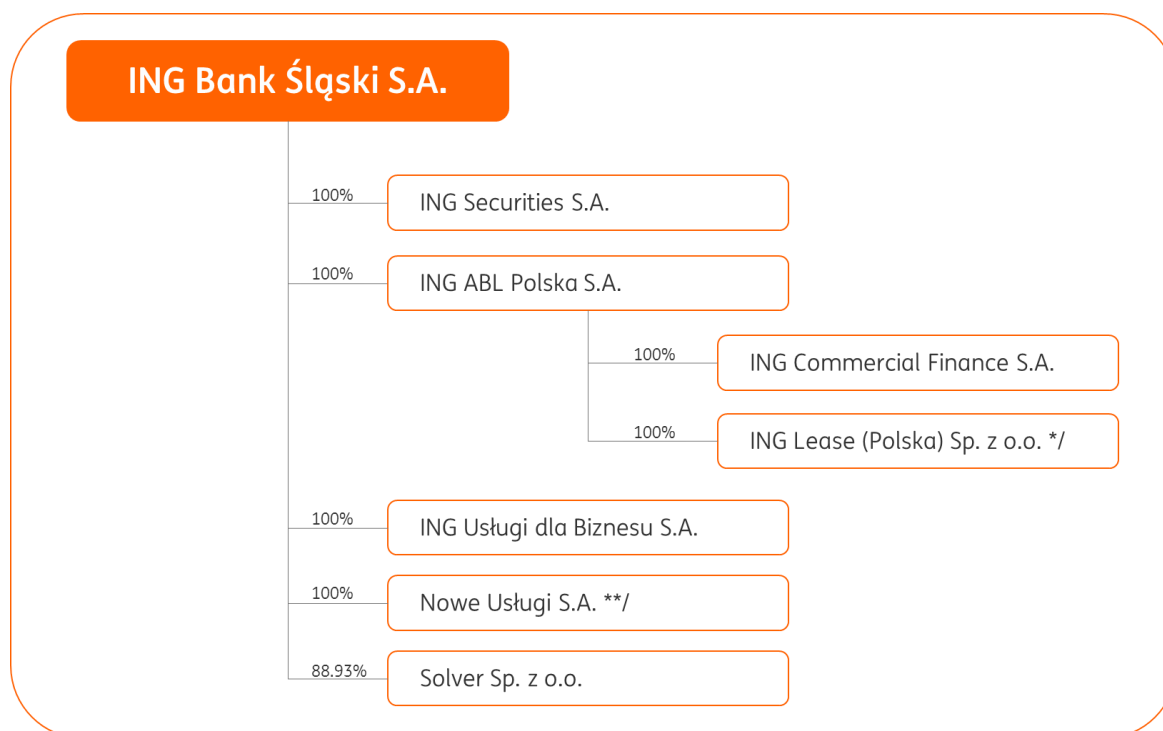 ING Bank Śląski S.A.
100%
ING Securities S.A.
100%
ING ABL Polska S.A.
100%
ING Commercial Finance S.A.
100%
ING Lease (Polska) Sp. z o.o. */
100%
ING Usługi dla Biznesu S.A.
100%
Nowe Usługi S.A. **/
88.93%
Solver Sp. z o.o.